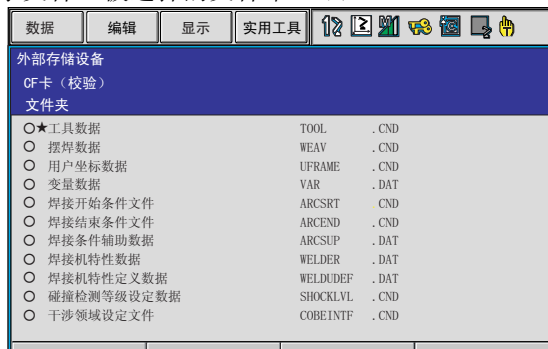 数据 编辑 显示 实用工具
外部存储设备
CF卡（校验）
文件夹
○★工具数据 TOOL .CND
○ 摆焊数据 WEAV .CND
○ 用户坐标数据 UFRAME .CND
○ 变量数据 VAR .DAT
○ 焊接开始条件文件 ARCSRT CND
○ 焊接结束条件文件 ARCEND .CND
○ 焊接条件辅助数据 ARCSUP .DAT
○ 焊接机特性数据 WELDER .DAT
○ 焊接机特性定义数据 WELDUDEF .DAT
○ 碰撞检测等级设定数据 SHOCKLVL .CND
○ 干涉领域设定文件 COBEINTF .CND